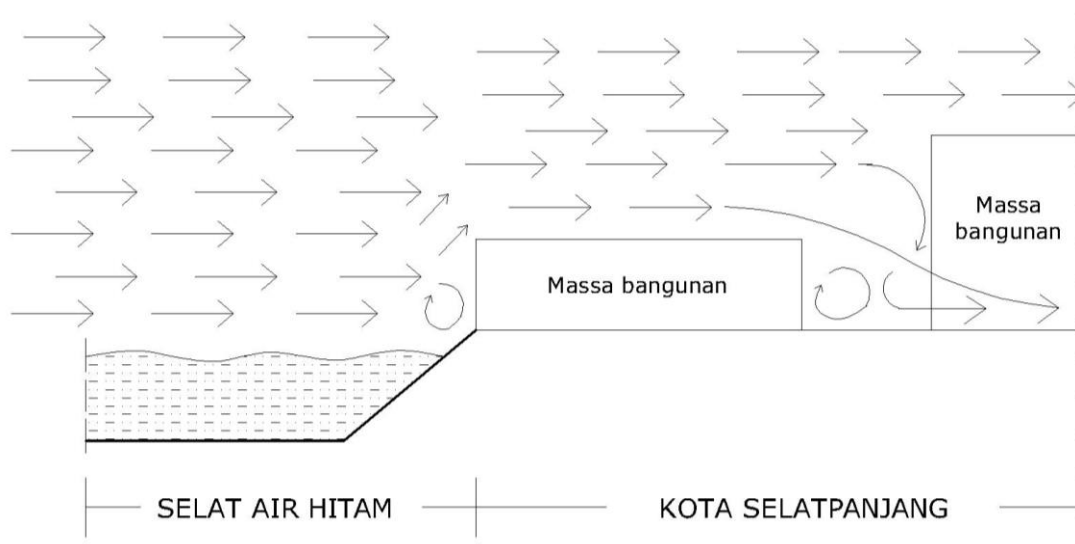 Massa
bangunan
Massa bangunan
SELAT AIR HITAM
KOTA SELATPANJANG